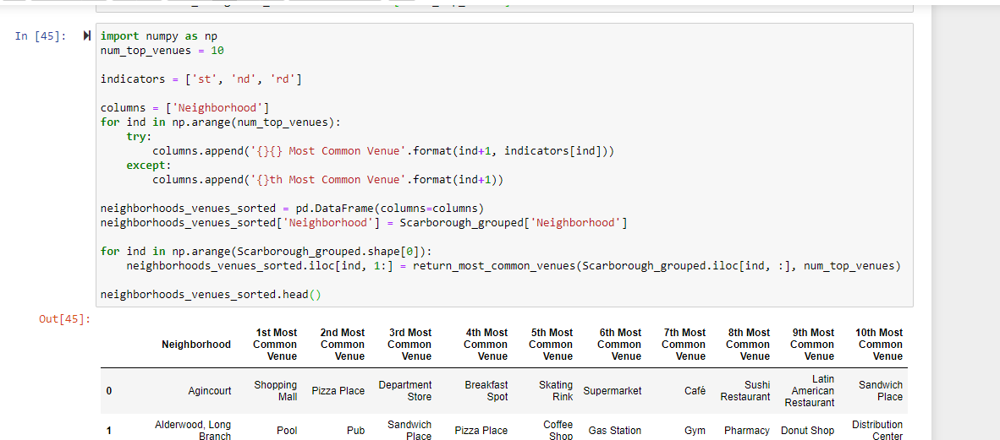 In [45]:
import numpy as np
num_top_venues = 10
indicators = ['st', 'nd', 'rd']
columns = ['Neighborhood']
for ind in np.arange(num_top_venues):
    try:
        columns.append('{}{} Most Common Venue'.format(ind+1, indicators[ind]))
    except:
        columns.append('{}th Most Common Venue'.format(ind+1))
neighborhoods_venues_sorted = pd.DataFrame(columns=columns)
neighborhoods_venues_sorted['Neighborhood'] = Scarborough_grouped['Neighborhood']
for ind in np.arange(Scarborough_grouped.shape[0]):
    neighborhoods_venues_sorted.iloc[ind, 1:] = return_most_common_venues(Scarborough_grouped.iloc[ind, :], num_top_venues)
neighborhoods_venues_sorted.head()
Out[45]:
Neighborhood 1st Most Common Venue 2nd Most Common Venue 3rd Most Common Venue 4th Most Common Venue 5th Most Common Venue 6th Most Common Venue 7th Most Common Venue 8th Most Common Venue 9th Most Common Venue 10th Most Common Venue
0 Agincourt Shopping Mall Pizza Place Department Store Breakfast Spot Skating Rink Supermarket Café Sushi Restaurant Latin American Restaurant Sandwich Place
1 Alderwood, Long Branch Pool Pub Sandwich Place Pizza Place Coffee Shop Gas Station Gym Pharmacy Donut Shop Distribution Center